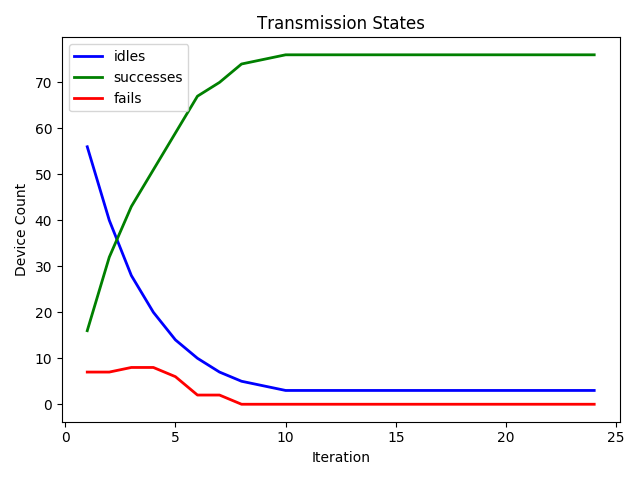 Transmission States
idles
successes
fails
Device Count
70
60
50
40
30
20
10
0
0 5 10 15 20 25
Iteration